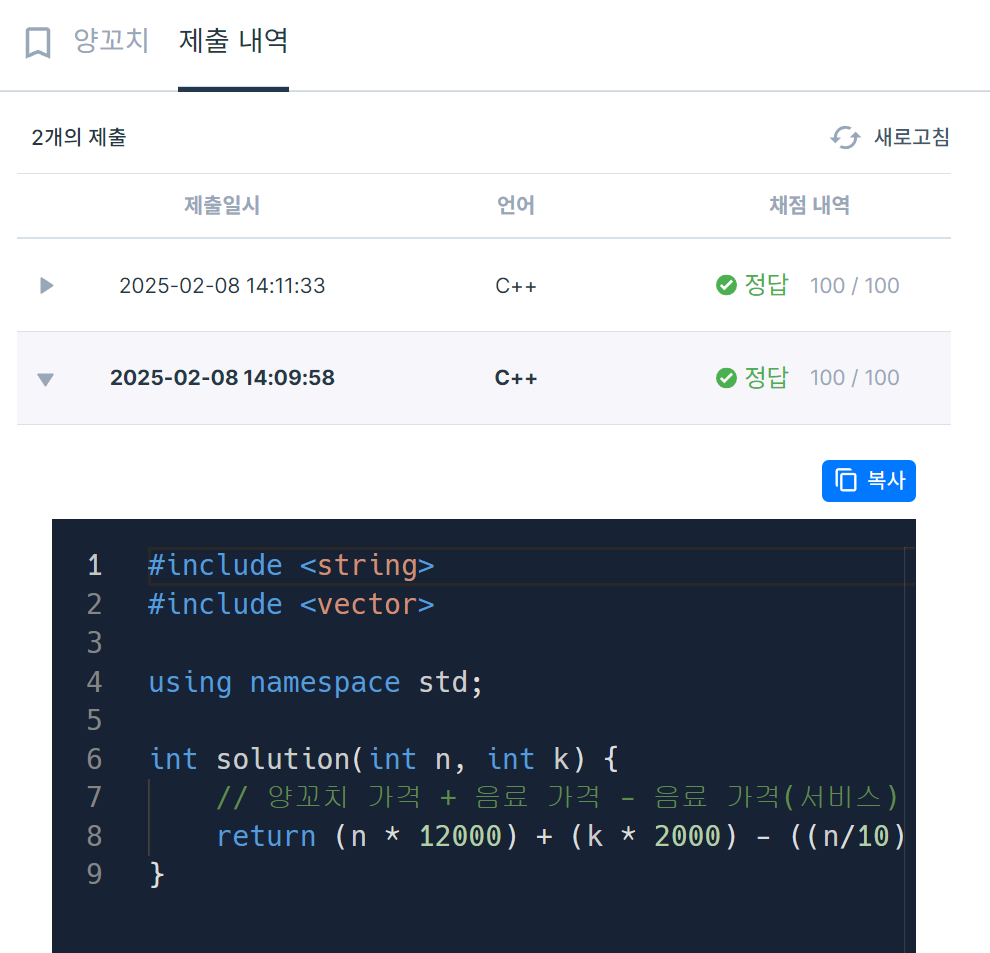 양꼬치 제출 내역
2개의 제출 새로고침
제출일시 언어 채점 내역
2025-02-08 14:11:33 C++ 정답 100 / 100
2025-02-08 14:09:58 C++ 정답 100 / 100
복사
1 #include <string>
2 #include <vector>
3
4 using namespace std;
5
6 int solution(int n, int k) {
7 // 양꼬치 가격 + 음료 가격 - 음료 가격(서비스)
8 return (n * 12000) + (k * 2000) - ((n/10)
9 }